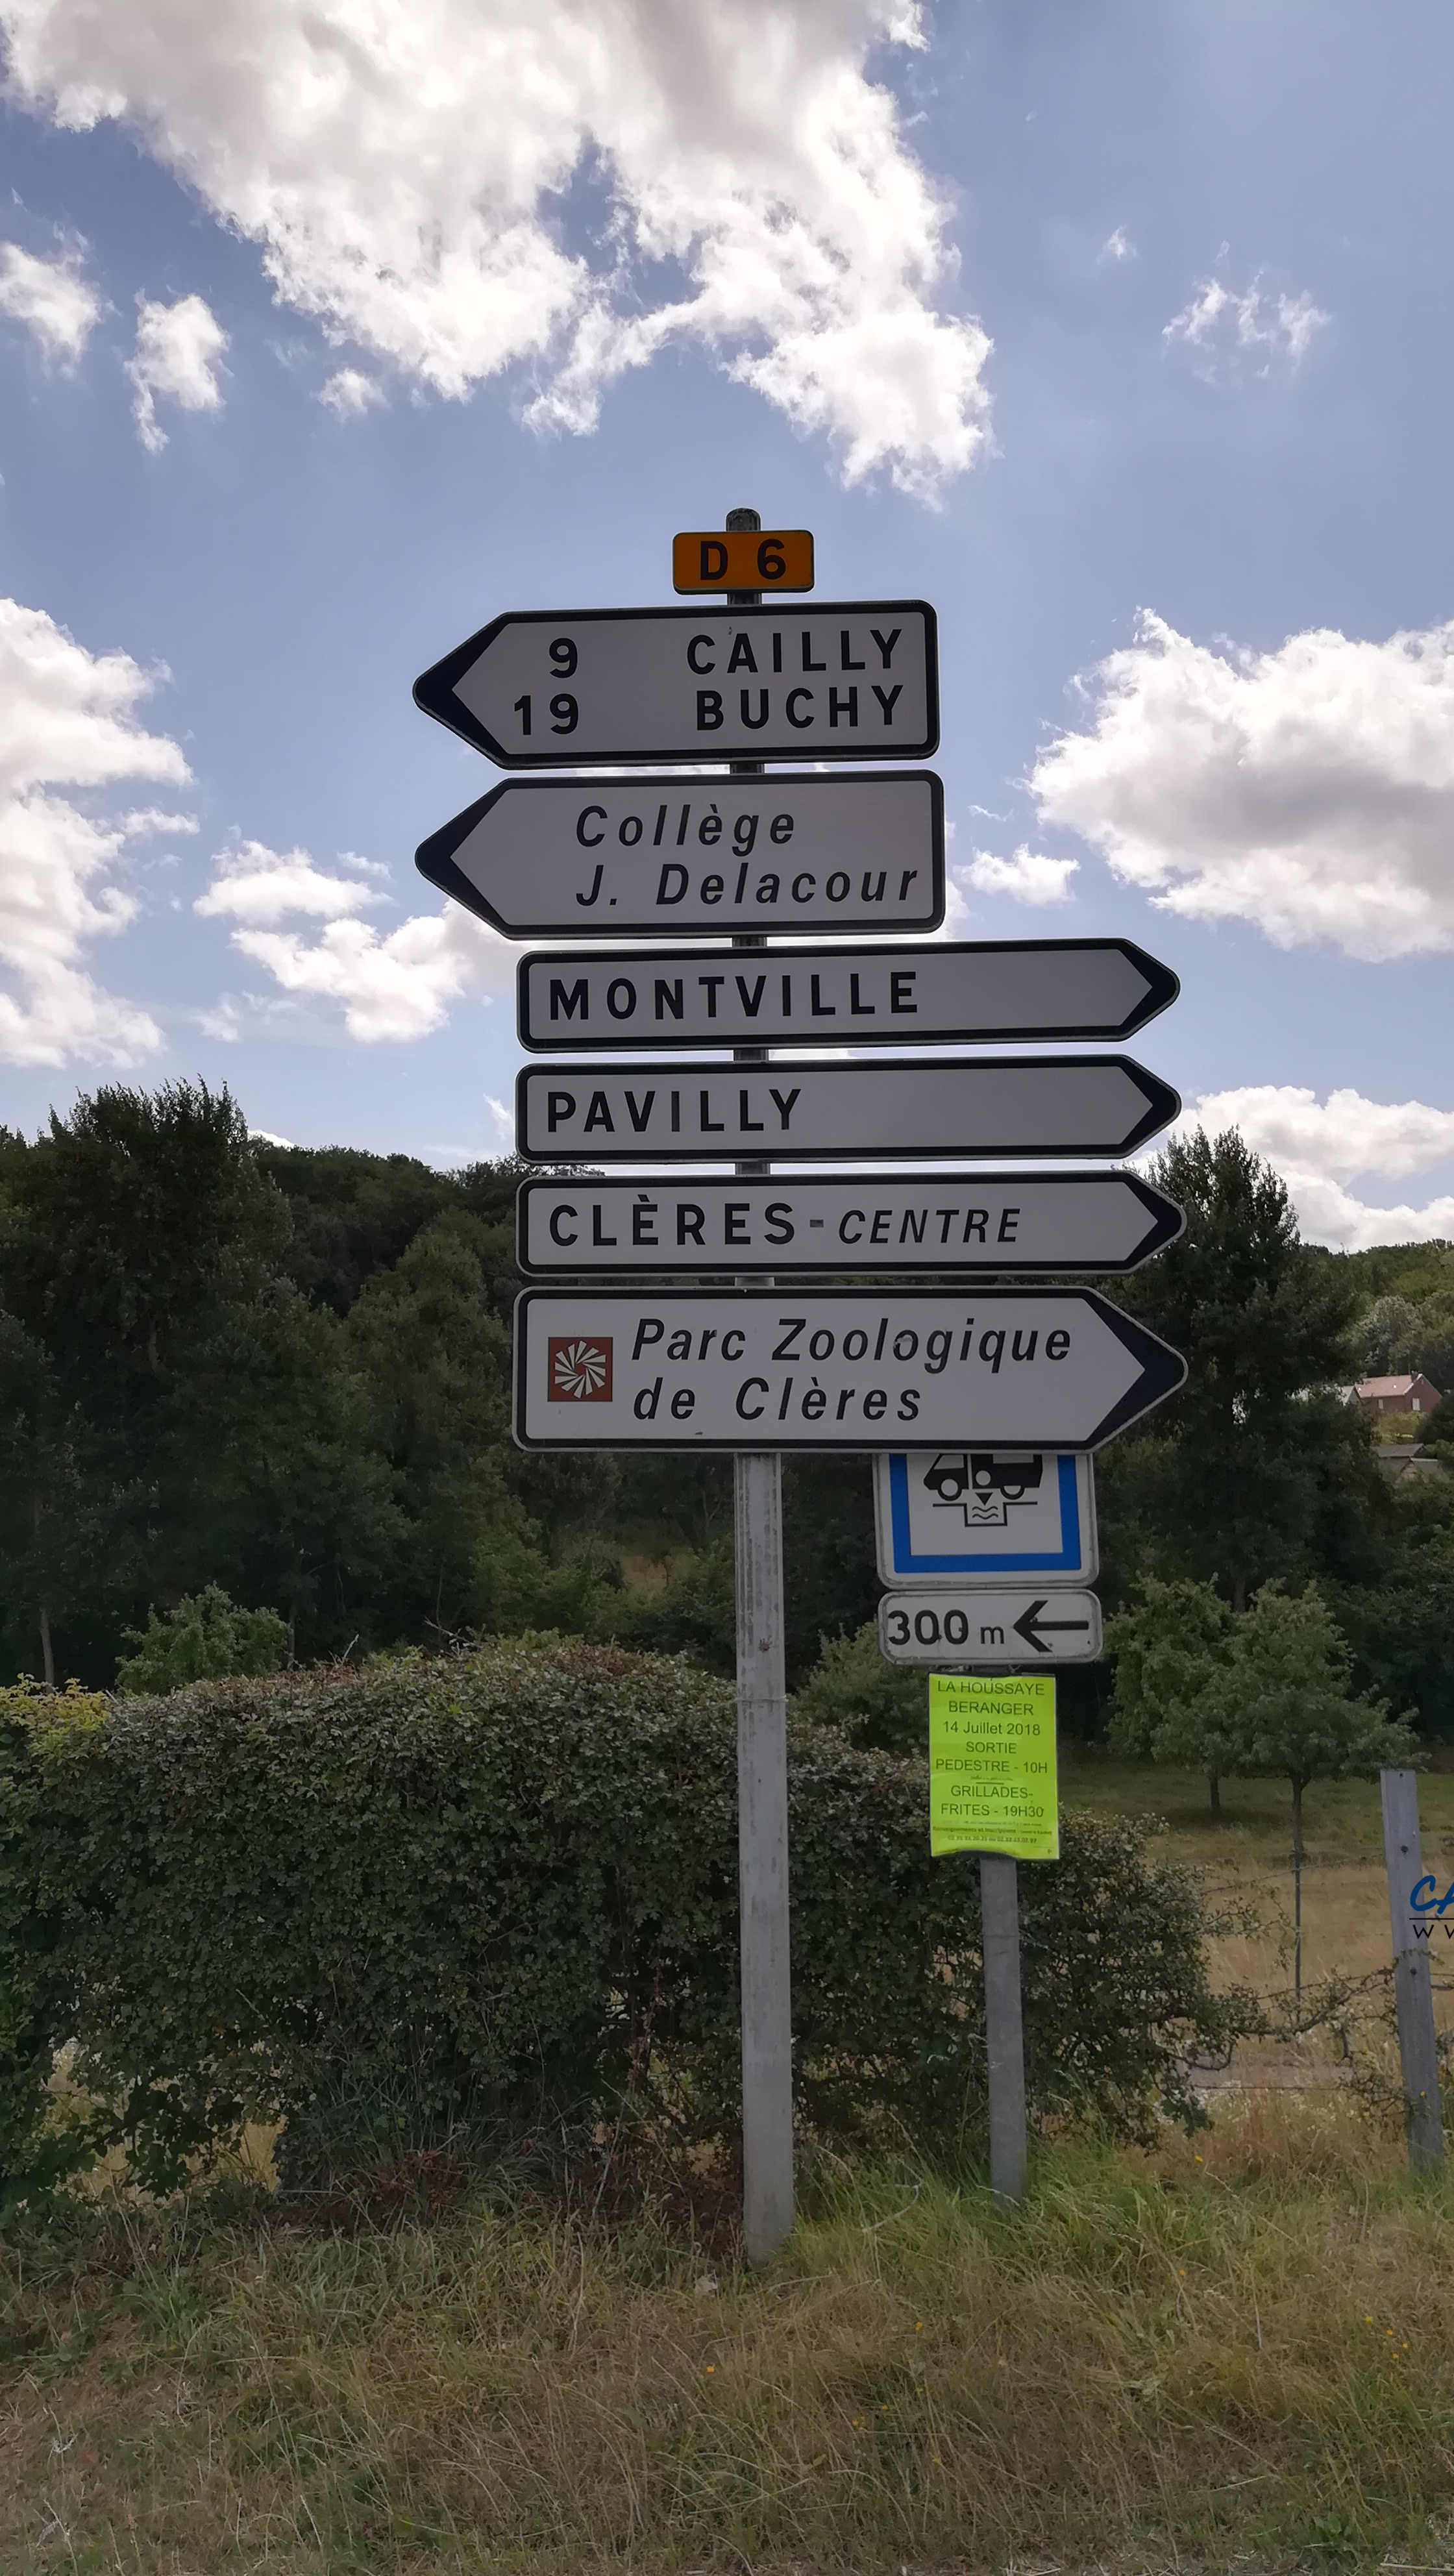 D 6
9 CAILLY
19 BUCHY
Collège
J. Delacour
MONTVILLE
PAVILLY
CLÈRES-CENTRE
Parc Zoologique
de Clères
300 m
LA HOUSSAYE
BERANGER
14 Juillet 2018
SORTIE
PEDESTRE - 10H
GRILLADES-
FRITES - 19H30